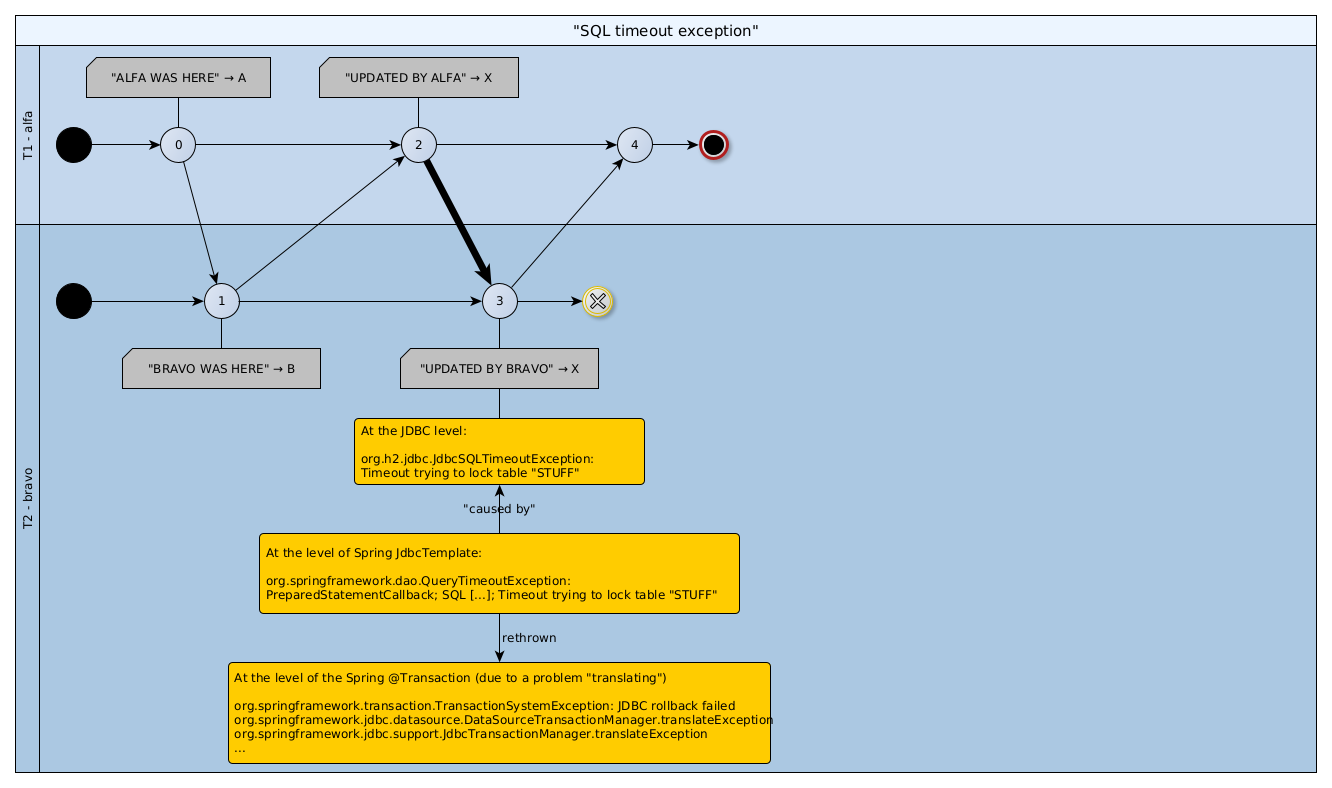 "SQL timeout exception"
T1 - alfa
"ALFA WAS HERE" → A
"UPDATED BY ALFA" → X
0
2
4
T2 - bravo
1
3
"BRAVO WAS HERE" → B
"UPDATED BY BRAVO" → X
At the JDBC level:
org.h2.jdbc.JdbcSQLTimeoutException:
Timeout trying to lock table "STUFF"
"caused by"
At the level of Spring JdbcTemplate:
org.springframework.dao.QueryTimeoutException:
PreparedStatementCallback; SQL [...]; Timeout trying to lock table "STUFF"
rethrown
At the level of the Spring @Transaction (due to a problem "translating")
org.springframework.transaction.TransactionSystemException: JDBC rollback failed
org.springframework.jdbc.datasource.DataSourceTransactionManager.translateException
org.springframework.jdbc.support.JdbcTransactionManager.translateException
...